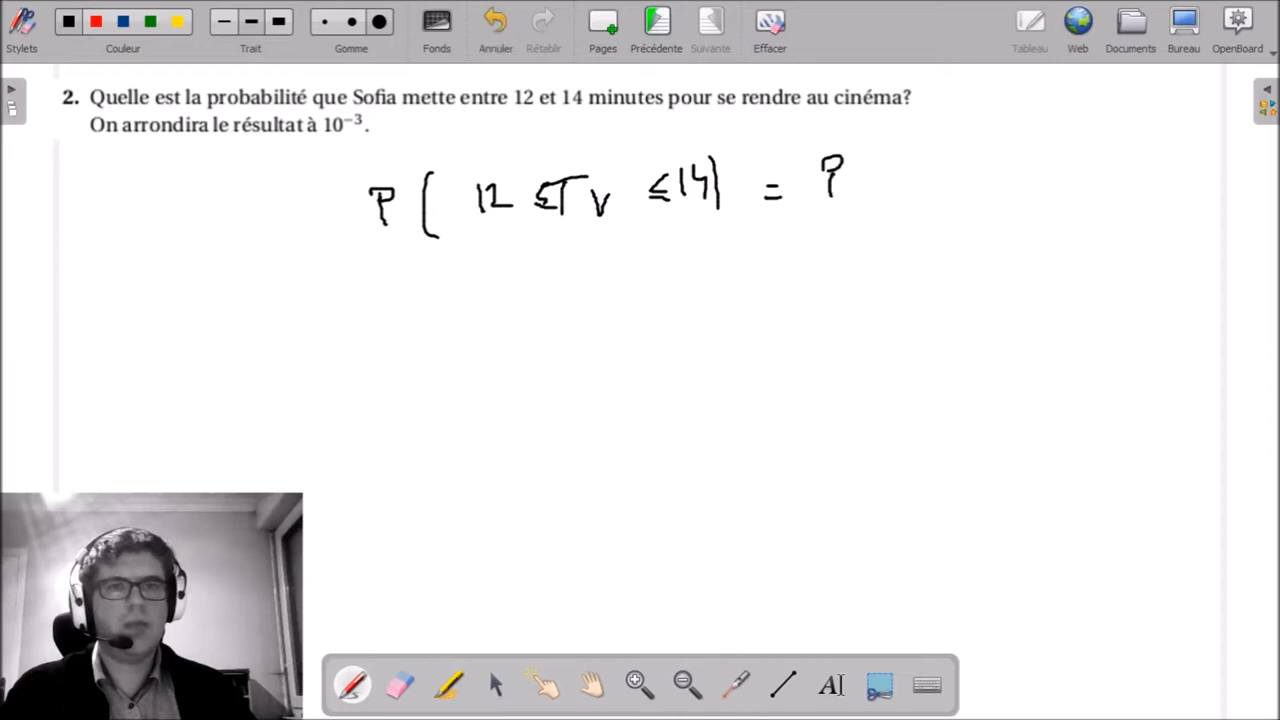 Stylets Couleur Trait Gomme Fonds Annuler Rétablir Pages Précédente Suivante Effacer Tableau Web Documents Bureau OpenBoard
2. Quelle est la probabilité que Sofia mette entre 12 et 14 minutes pour se rendre au cinéma?
On arrondira le résultat à 10⁻³.
P ( 12 ≤ T v ≤ 14 ) = P
AI